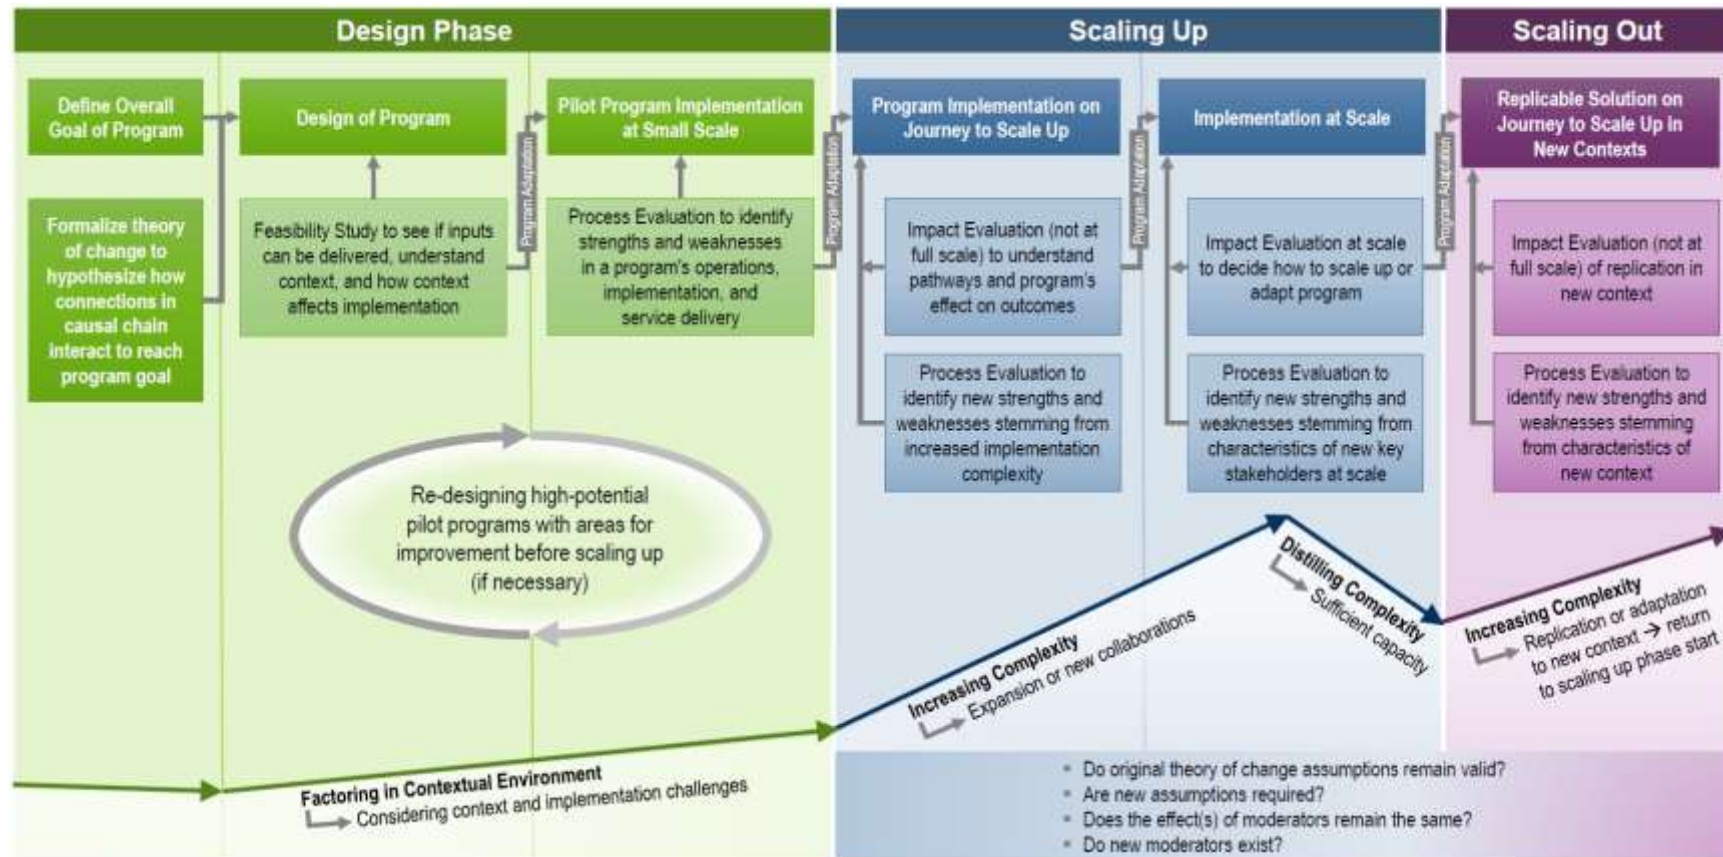 Design Phase
Scaling Up
Scaling Out
Define Overall
Goal of Program
Formalize theory
of change to
hypothesize how
connections in
causal chain
interact to reach
program goal
Design of Program
Feasibility Study to see if inputs
can be delivered, understand
context, and how context
affects implementation
Program Adaptation
Pilot Program Implementation
at Small Scale
Process Evaluation to identify
strengths and weaknesses
in a program's operations,
implementation, and
service delivery
Program Adaptation
Re-designing high-potential
pilot programs with areas for
improvement before scaling up
(if necessary)
Factoring in Contextual Environment
Considering context and implementation challenges
Program Implementation on
Journey to Scale Up
Impact Evaluation (not at
full scale) to understand
pathways and program's
effect on outcomes
Process Evaluation to
identify new strengths and
weaknesses stemming from
increased implementation
complexity
Program Adaptation
Implementation at Scale
Impact Evaluation at scale
to decide how to scale up or
adapt program
Process Evaluation to
identify new strengths and
weaknesses stemming from
characteristics of new key
stakeholders at scale
Program Adaptation
Increasing Complexity
Expansion or new collaborations
Distilling Complexity
Sufficient capacity
Replicable Solution on
Journey to Scale Up in
New Contexts
Impact Evaluation (not at
full scale) of replication in
new context
Process Evaluation to
identify new strengths and
weaknesses stemming
from characteristics of
new context
Increasing Complexity
Replication or adaptation
to new context → return
to scaling up phase start
• Do original theory of change assumptions remain valid?
• Are new assumptions required?
• Does the effect(s) of moderators remain the same?
• Do new moderators exist?